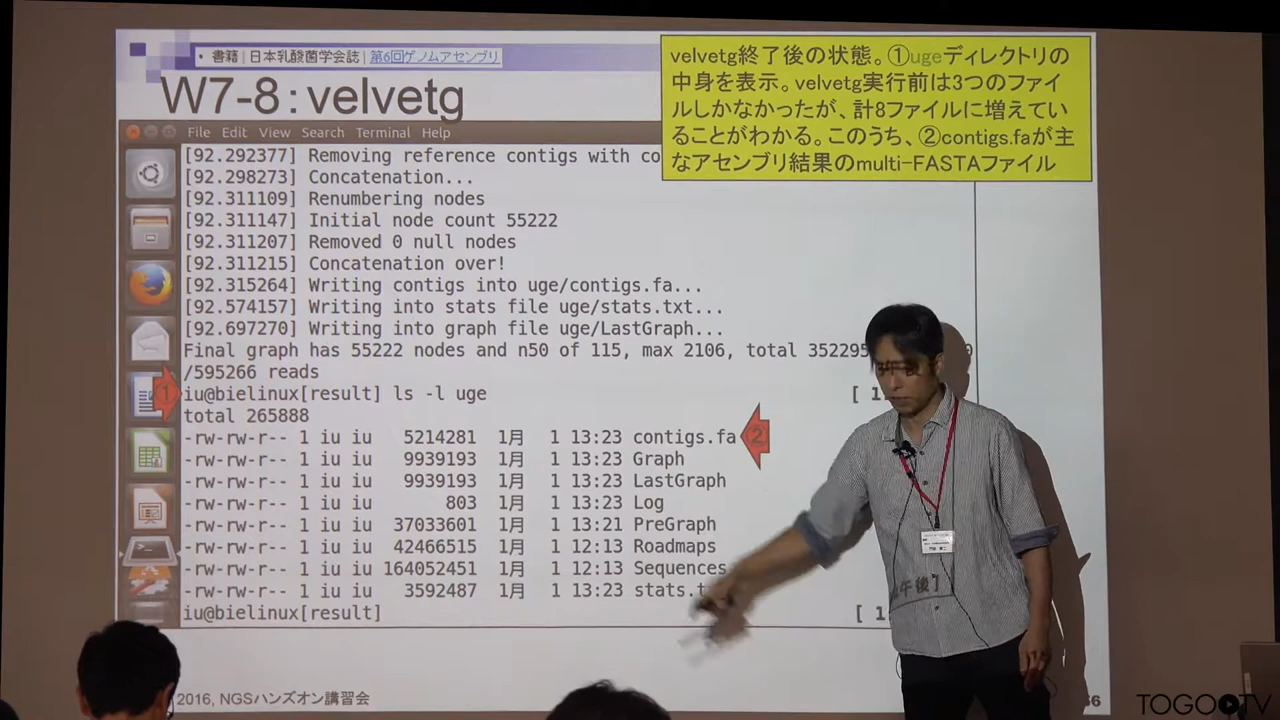 ・書籍 | 日本乳酸菌学会誌 | 第6回ゲノムアセンブリ
W7-8：velvetg
velvetg終了後の状態。①ugeディレクトリの
中身を表示。velvetg実行前は3つのファイ
ルしかなかったが、計8ファイルに増えてい
ることがわかる。このうち、②contigs.faが主
なアセンブリ結果のmulti-FASTAファイル
File Edit View Search Terminal Help
[92.292377] Removing reference contigs with co
[92.298273] Concatenation...
[92.311109] Renumbering nodes
[92.311147] Initial node count 55222
[92.311207] Removed 0 null nodes
[92.311215] Concatenation over!
[92.315264] Writing contigs into uge/contigs.fa...
[92.574157] Writing into stats file uge/stats.txt...
[92.697270] Writing into graph file uge/LastGraph...
Final graph has 55222 nodes and n50 of 115, max 2106, total 352295
/595266 reads
① iu@bielinux[result] ls -l uge [ 1
total 265888
-rw-rw-r-- 1 iu iu 5214281 1月 1 13:23 contigs.fa ②
-rw-rw-r-- 1 iu iu 9939193 1月 1 13:23 Graph
-rw-rw-r-- 1 iu iu 9939193 1月 1 13:23 LastGraph
-rw-rw-r-- 1 iu iu 803 1月 1 13:23 Log
-rw-rw-r-- 1 iu iu 37033601 1月 1 13:21 PreGraph
-rw-rw-r-- 1 iu iu 42466515 1月 1 12:13 Roadmaps
-rw-rw-r-- 1 iu iu 164052451 1月 1 12:13 Sequences
-rw-rw-r-- 1 iu iu 3592487 1月 1 13:23 stats.t
午後]
iu@bielinux[result] [ 1
2016, NGSハンズオン講習会
TOGOTV